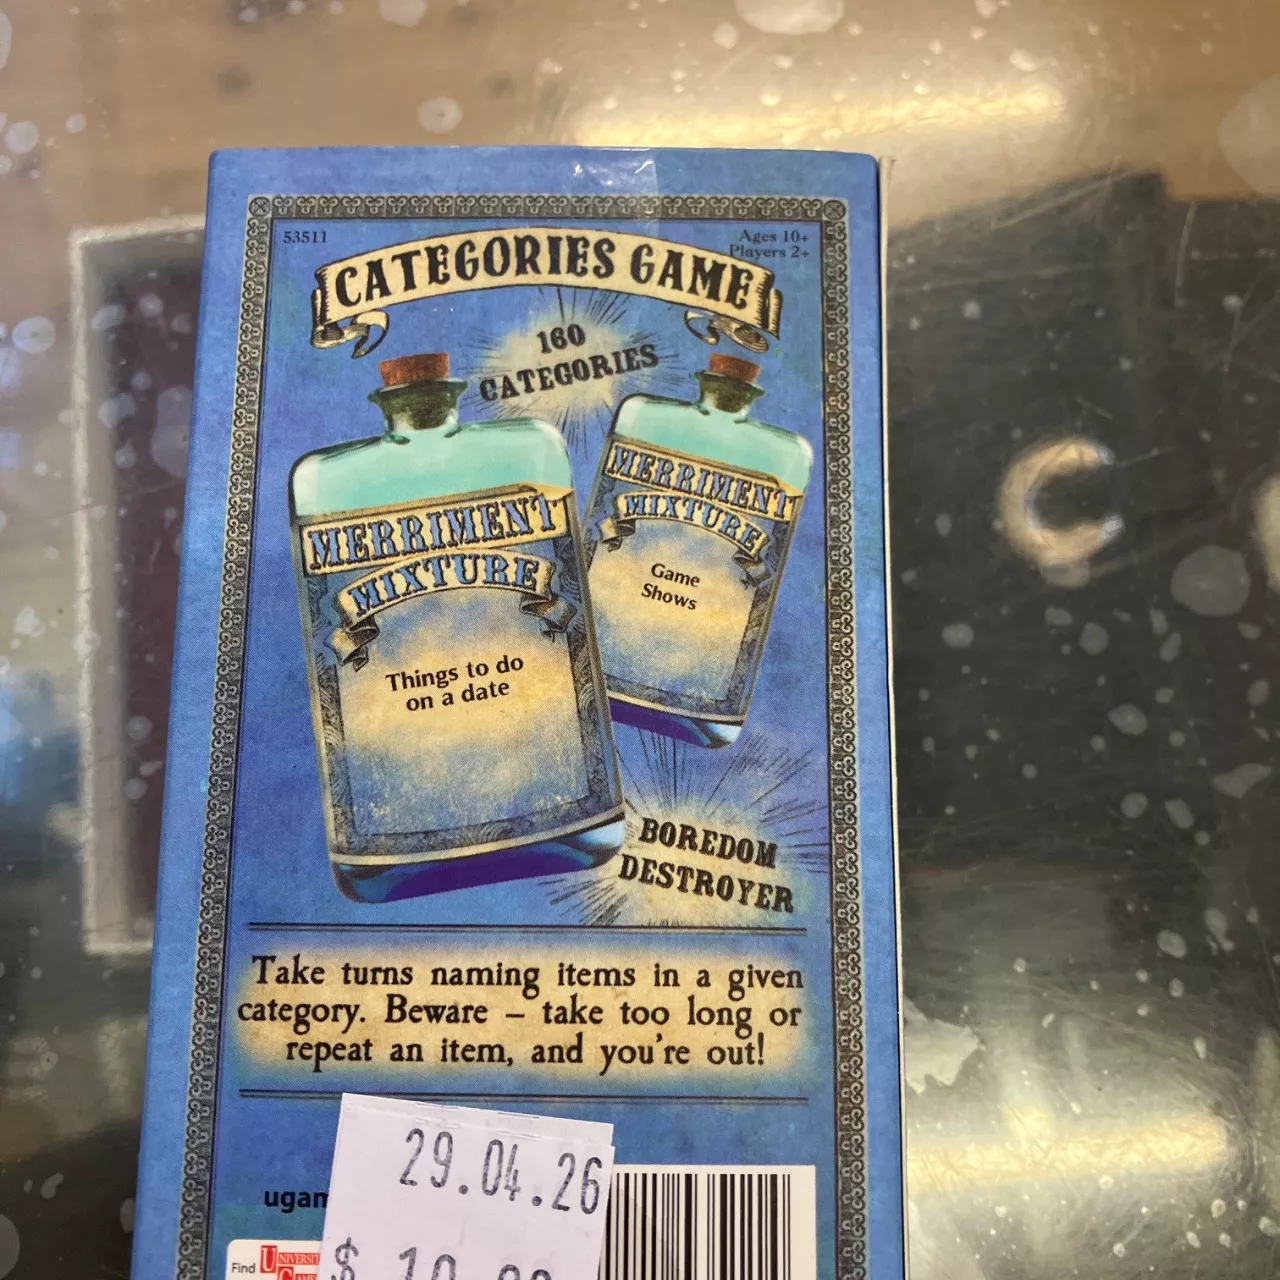 53511
Ages 10+
Players 2+
CATEGORIES GAME
160
CATEGORIES
MERRIMENT
MIXTURE
Things to do
on a date
MERRIMENT
MIXTURE
Game
Shows
BOREDOM
DESTROYER
Take turns naming items in a given
category. Beware – take too long or
repeat an item, and you're out!
29.04.26
$
ugam
Find